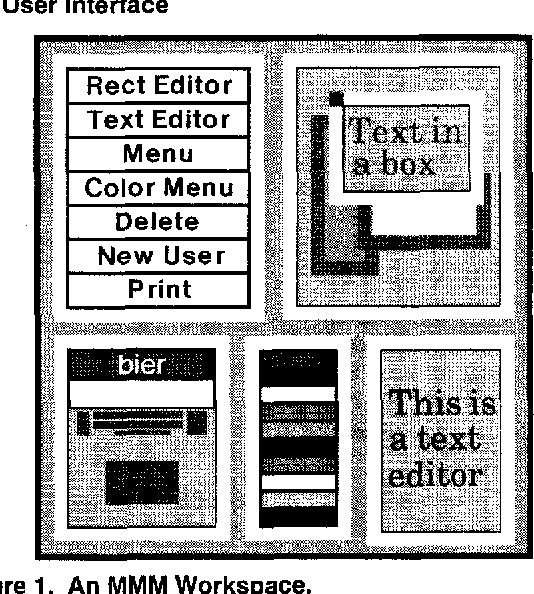 User Interface
Rect Editor
Text Editor
Menu
Color Menu
Delete
New User
Print
Text in
a box
bier
This is
a text
editor
ure 1. An MMM Workspace.